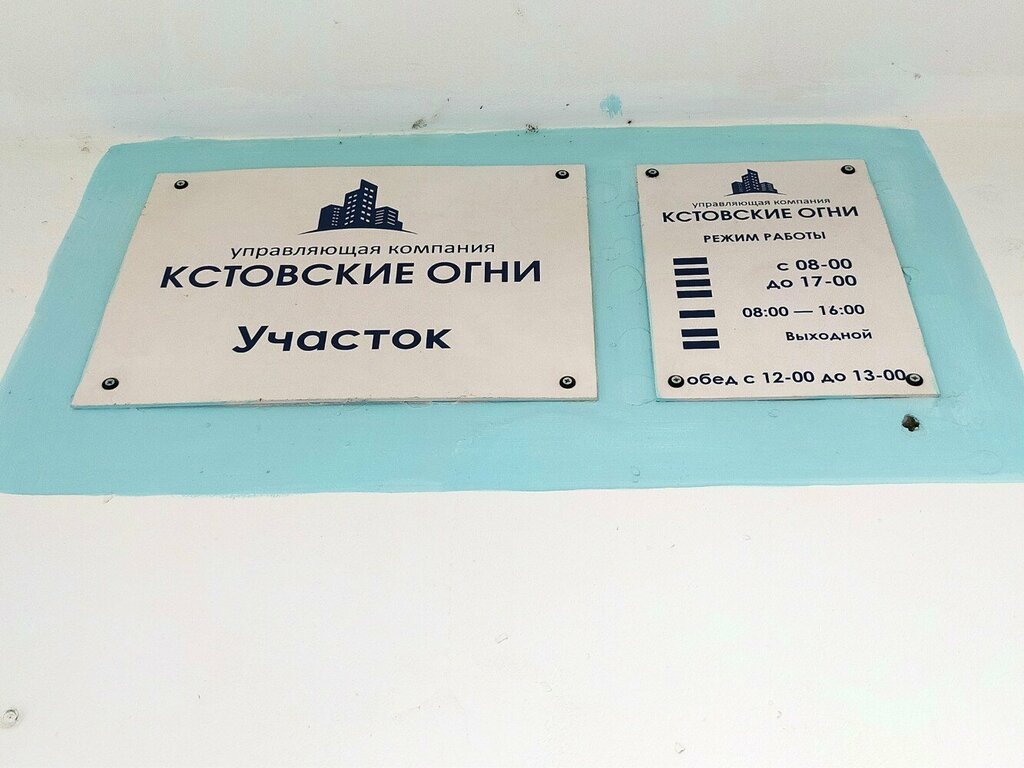 управляющая компания
КСТОВСКИЕ ОГНИ
Участок
управляющая компания
КСТОВСКИЕ ОГНИ
РЕЖИМ РАБОТЫ
с 08-00
до 17-00
08:00 — 16:00
Выходной
обед с 12-00 до 13-00